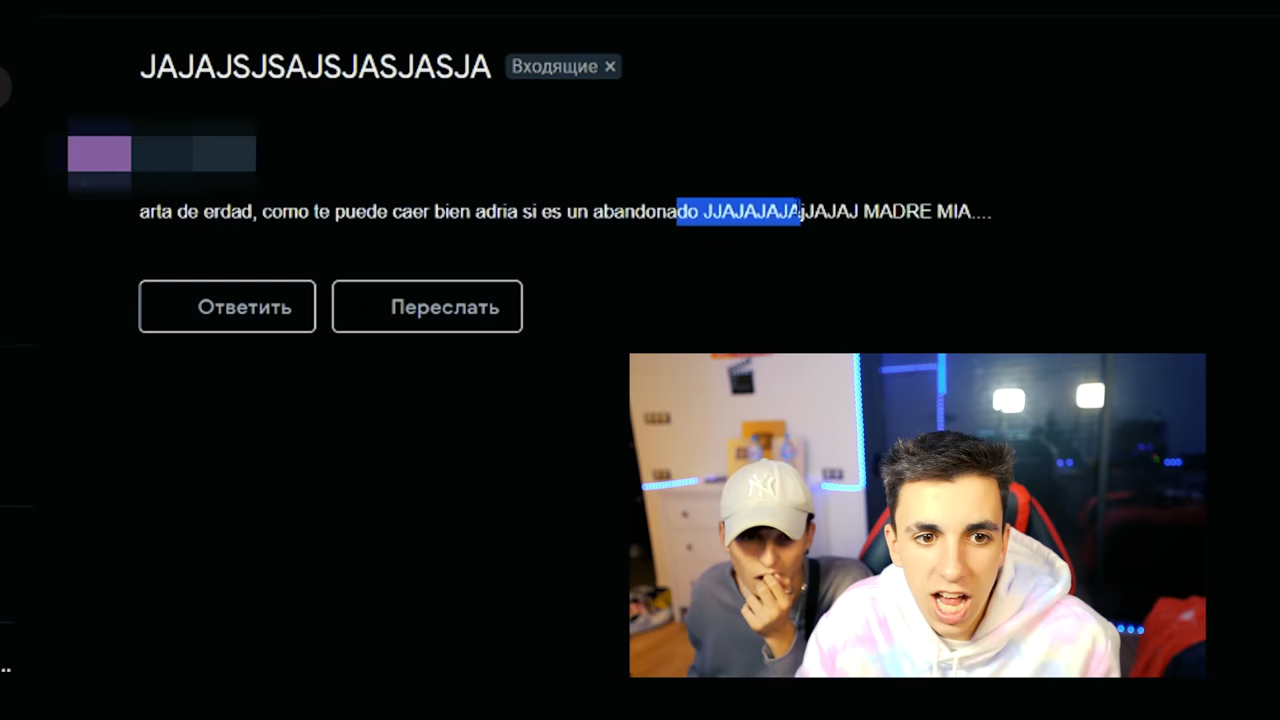 JAJAJSJSAJSJASJASJA Входящие ×
arta de erdad, como te puede caer bien adria si es un abandonado JJAJAJAJAjJAJAJ MADRE MIA....
Ответить Переслать
NY